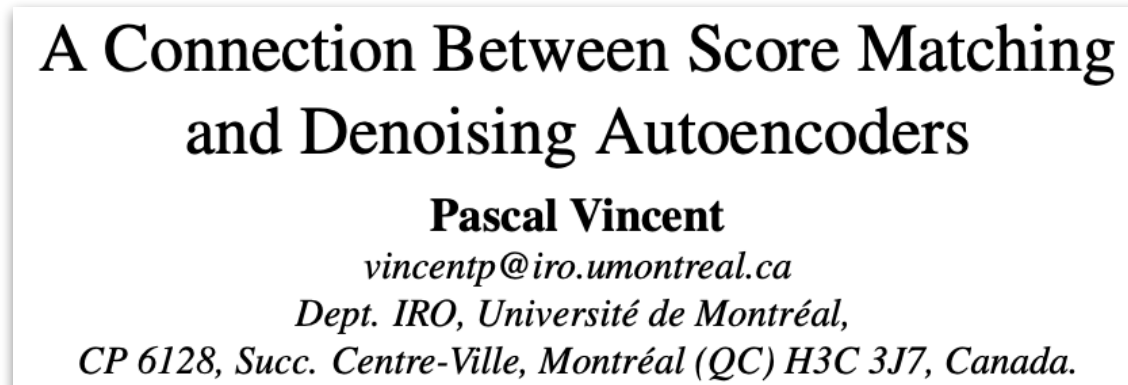 A Connection Between Score Matching
and Denoising Autoencoders
Pascal Vincent
vincentp@iro.umontreal.ca
Dept. IRO, Université de Montréal,
CP 6128, Succ. Centre-Ville, Montréal (QC) H3C 3J7, Canada.